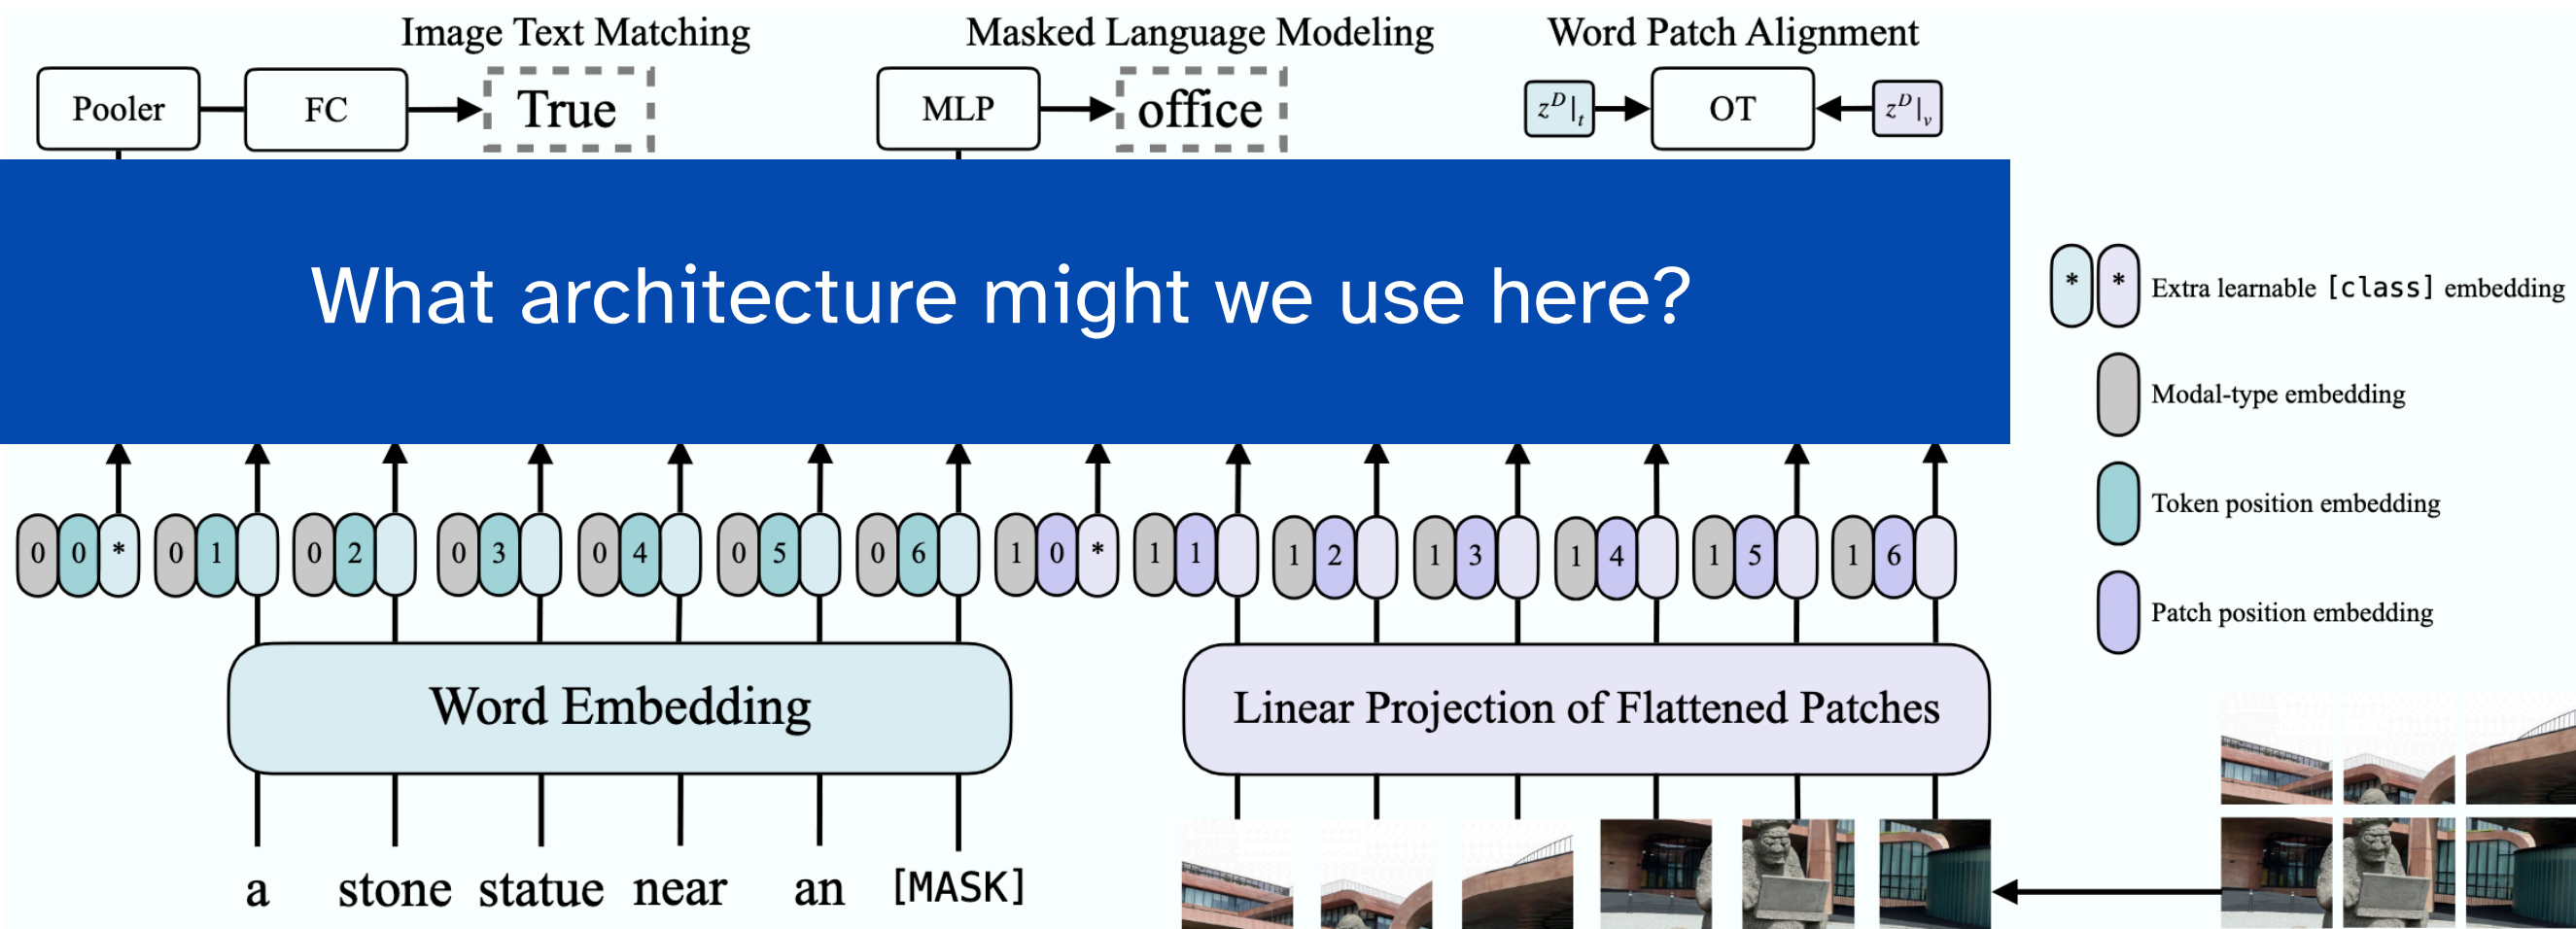 Image Text Matching
Masked Language Modeling
Word Patch Alignment
Pooler
FC
True
MLP
office
z^D|_t
OT
z^D|_v
What architecture might we use here?
* * Extra learnable [class] embedding
Modal-type embedding
Token position embedding
Patch position embedding
0 0 * 0 1 0 2 0 3 0 4 0 5 0 6 1 0 * 1 1 1 2 1 3 1 4 1 5 1 6
Word Embedding
Linear Projection of Flattened Patches
a stone statue near an [MASK]